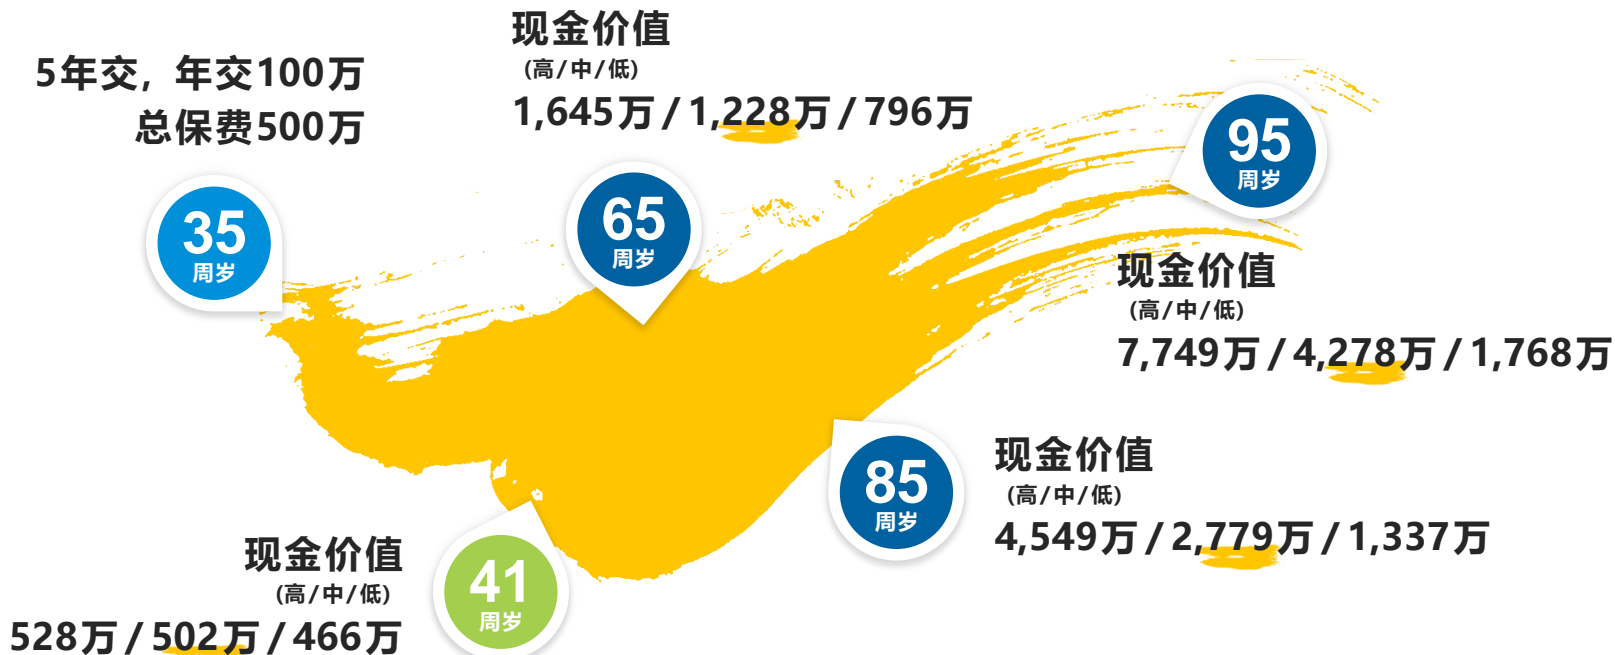 5年交，年交100万
总保费500万
35
周岁
现金价值
(高/中/低)
528万/502万/466万
41
周岁
现金价值
(高/中/低)
1,645万/1,228万/796万
65
周岁
85
周岁
现金价值
(高/中/低)
4,549万/2,779万/1,337万
95
周岁
现金价值
(高/中/低)
7,749万/4,278万/1,768万